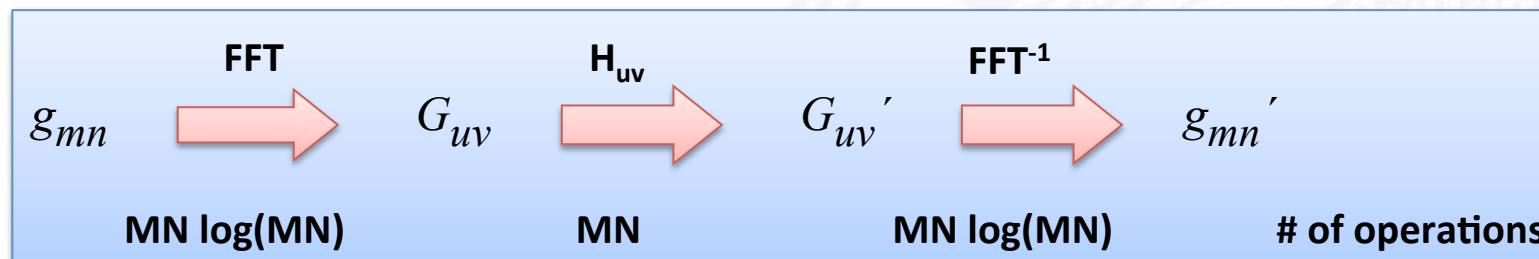 FFT H_uv FFT^-1
g_mn G_uv G_uv´ g_mn´
MN log(MN) MN MN log(MN) # of operations